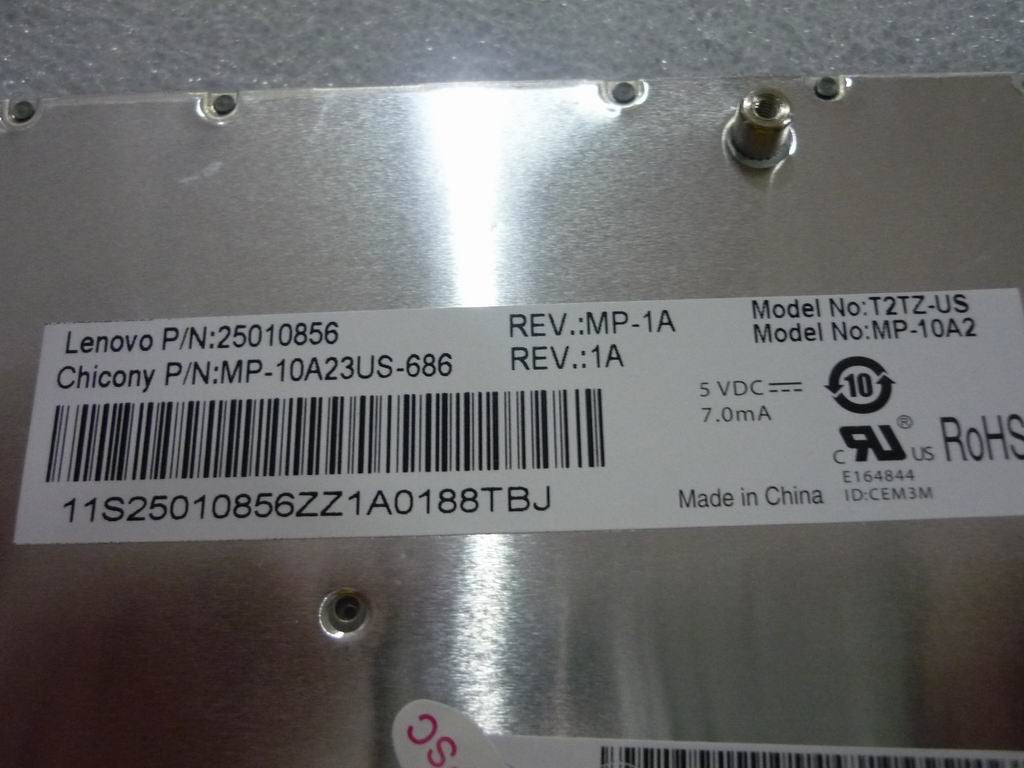 Lenovo P/N:25010856
REV.:MP-1A
Model No:T2TZ-US
Chicony P/N:MP-10A23US-686
REV.:1A
Model No:MP-10A2
5 VDC
7.0mA
10
c RU ® US
RoHS
E164844
ID:CEM3M
Made in China
11S25010856ZZ1A0188TBJ